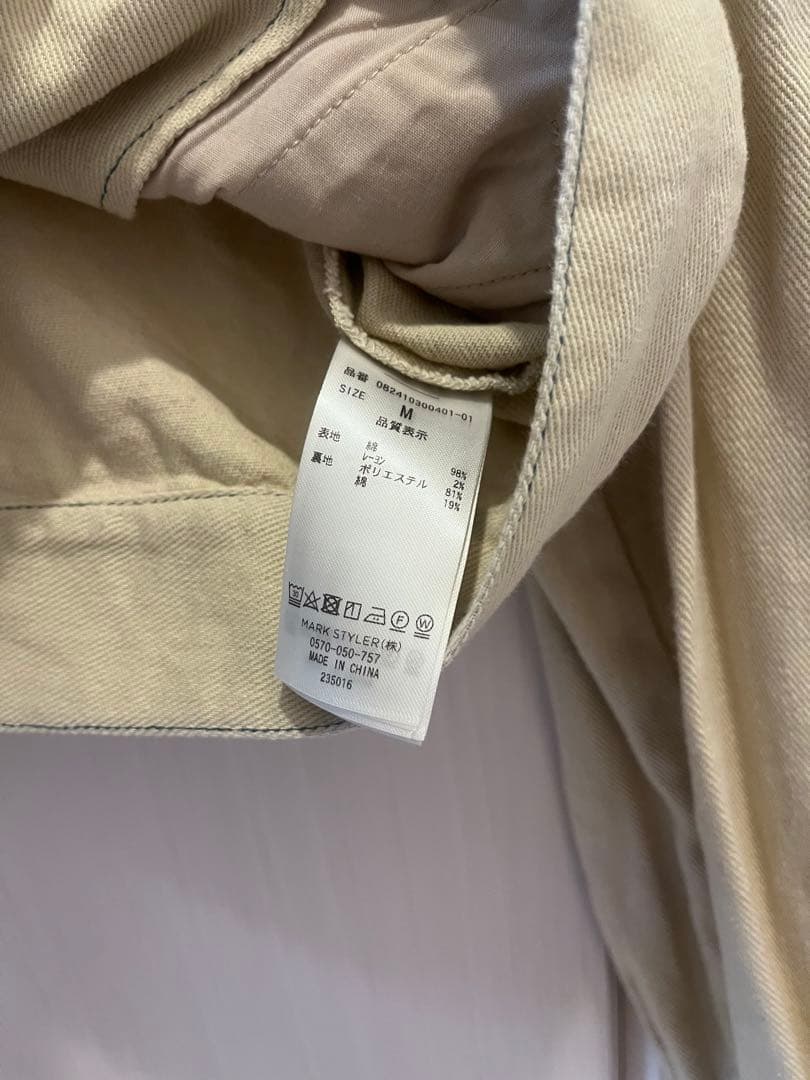 品番 082410300401-01
SIZE M
品質表示
表地 綿 98%
レーヨン 2%
裏地 ポリエステル 81%
綿 19%
30 F W
MARK STYLER(株)
0570-050-757
MADE IN CHINA
235016